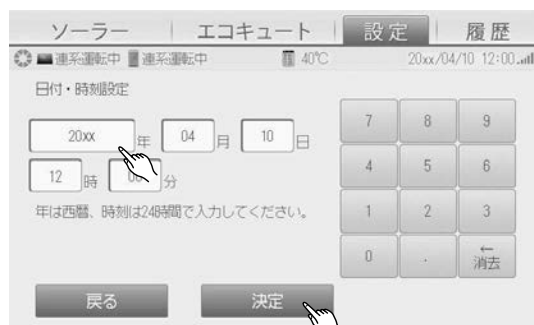 ソーラー エコキュート 設定 履歴
連系運転中 連系運転中 40℃ 20xx/04/10 12:00
日付・時刻設定
20xx 年 04 月 10 日
12 時 分
年は西暦、時刻は24時間で入力してください。
7 8 9
4 5 6
1 2 3
0 . ←消去
戻る 決定